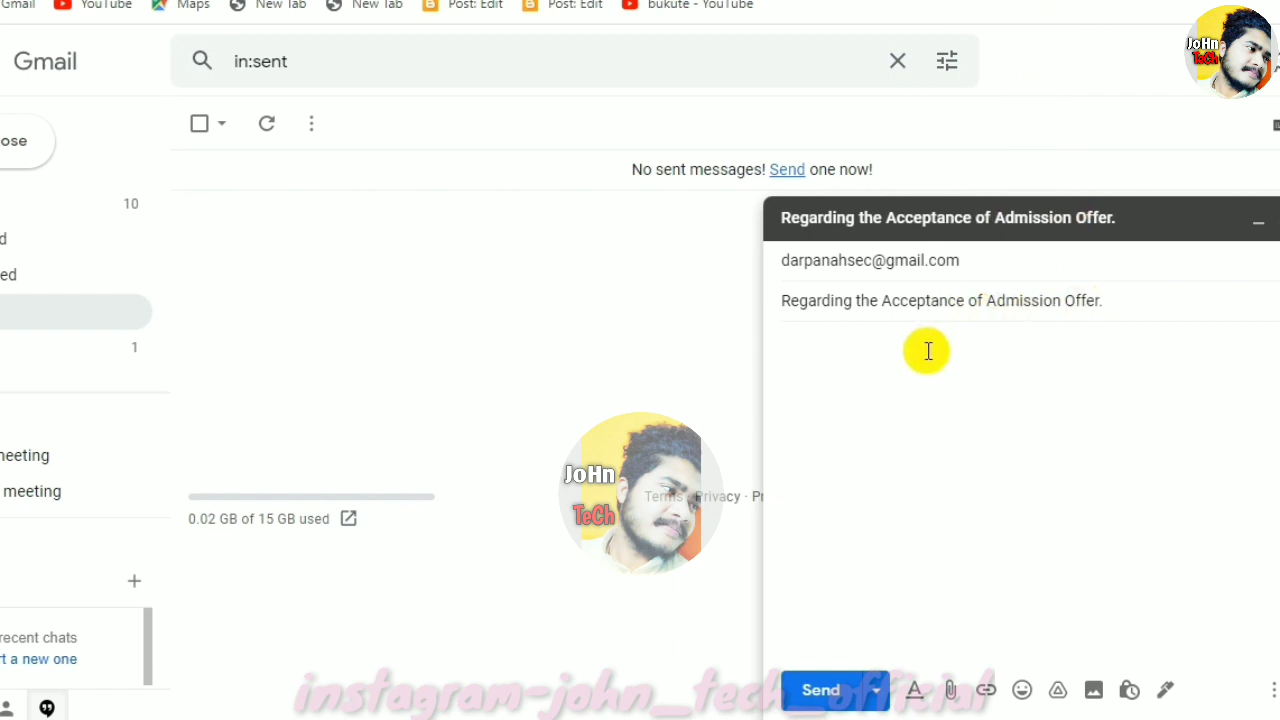 Gmail
YouTube
Maps
New Tab
New Tab
Post: Edit
Post: Edit
bukute - YouTube
Gmail
in:sent
JoHn
TeCh
ose
No sent messages! Send one now!
10
d
ed
1
Regarding the Acceptance of Admission Offer.
darpanahsec@gmail.com
Regarding the Acceptance of Admission Offer.
neeting
meeting
JoHn
TeCh
Terms · Privacy · Pr
0.02 GB of 15 GB used
recent chats
rt a new one
Send
instagram-john_tech_official